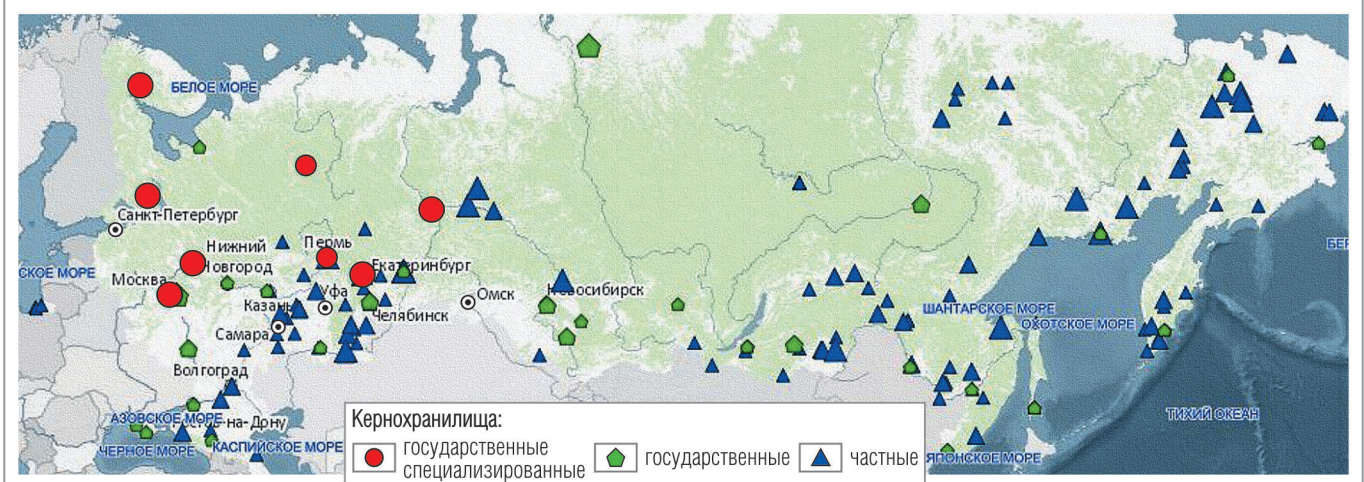 БЕЛОЕ МОРЕ
Санкт-Петербург
Нижний
Новгород
Пермь
СКОЕ МОРЕ
Москва
Екатеринбург
Казань
Уфа
Омск
Новосибирск
Челябинск
Самара
Волгоград
ШАНТАРСКОЕ МОРЕ
ОХОТСКОЕ МОРЕ
БЕР
АЗОВСКОЕ МОРЕ
-на-Дону
ЧЕРНОЕ МОРЕ
КАСПИЙСКОЕ МОРЕ
ТИХИЙ ОКЕАН
ЯПОНСКОЕ МОРЕ
Кернохранилища:
государственные
специализированные
государственные
частные